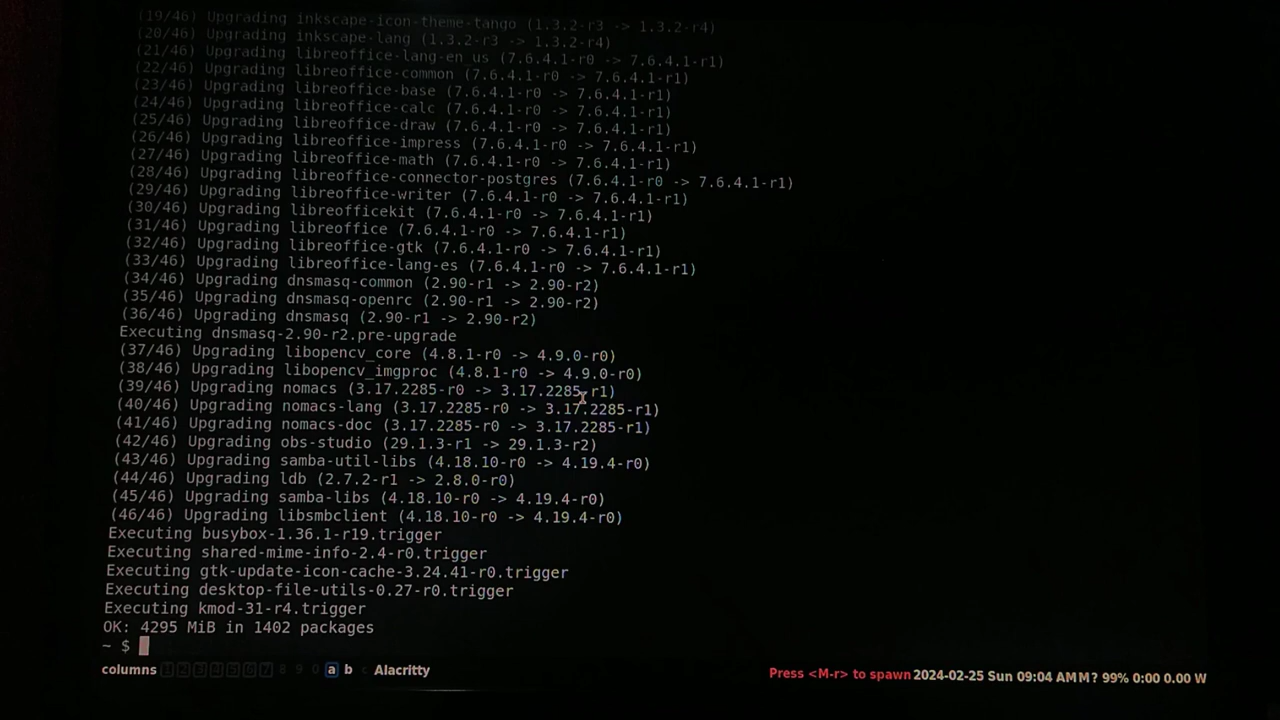 (19/46) Upgrading inkscape-icon-theme-tango (1.3.2-r3 -> 1.3.2-r4)
(20/46) Upgrading inkscape-lang (1.3.2-r3 -> 1.3.2-r4)
(21/46) Upgrading libreoffice-lang-en_us (7.6.4.1-r0 -> 7.6.4.1-r1)
(22/46) Upgrading libreoffice-common (7.6.4.1-r0 -> 7.6.4.1-r1)
(23/46) Upgrading libreoffice-base (7.6.4.1-r0 -> 7.6.4.1-r1)
(24/46) Upgrading libreoffice-calc (7.6.4.1-r0 -> 7.6.4.1-r1)
(25/46) Upgrading libreoffice-draw (7.6.4.1-r0 -> 7.6.4.1-r1)
(26/46) Upgrading libreoffice-impress (7.6.4.1-r0 -> 7.6.4.1-r1)
(27/46) Upgrading libreoffice-math (7.6.4.1-r0 -> 7.6.4.1-r1)
(28/46) Upgrading libreoffice-connector-postgres (7.6.4.1-r0 -> 7.6.4.1-r1)
(29/46) Upgrading libreoffice-writer (7.6.4.1-r0 -> 7.6.4.1-r1)
(30/46) Upgrading libreofficekit (7.6.4.1-r0 -> 7.6.4.1-r1)
(31/46) Upgrading libreoffice (7.6.4.1-r0 -> 7.6.4.1-r1)
(32/46) Upgrading libreoffice-gtk (7.6.4.1-r0 -> 7.6.4.1-r1)
(33/46) Upgrading libreoffice-lang-es (7.6.4.1-r0 -> 7.6.4.1-r1)
(34/46) Upgrading dnsmasq-common (2.90-r1 -> 2.90-r2)
(35/46) Upgrading dnsmasq-openrc (2.90-r1 -> 2.90-r2)
(36/46) Upgrading dnsmasq (2.90-r1 -> 2.90-r2)
Executing dnsmasq-2.90-r2.pre-upgrade
(37/46) Upgrading libopencv_core (4.8.1-r0 -> 4.9.0-r0)
(38/46) Upgrading libopencv_imgproc (4.8.1-r0 -> 4.9.0-r0)
(39/46) Upgrading nomacs (3.17.2285-r0 -> 3.17.2285-r1)
(40/46) Upgrading nomacs-lang (3.17.2285-r0 -> 3.17.2285-r1)
(41/46) Upgrading nomacs-doc (3.17.2285-r0 -> 3.17.2285-r1)
(42/46) Upgrading obs-studio (29.1.3-r1 -> 29.1.3-r2)
(43/46) Upgrading samba-util-libs (4.18.10-r0 -> 4.19.4-r0)
(44/46) Upgrading ldb (2.7.2-r1 -> 2.8.0-r0)
(45/46) Upgrading samba-libs (4.18.10-r0 -> 4.19.4-r0)
(46/46) Upgrading libsmbclient (4.18.10-r0 -> 4.19.4-r0)
Executing busybox-1.36.1-r19.trigger
Executing shared-mime-info-2.4-r0.trigger
Executing gtk-update-icon-cache-3.24.41-r0.trigger
Executing desktop-file-utils-0.27-r0.trigger
Executing kmod-31-r4.trigger
OK: 4295 MiB in 1402 packages
~ $
columns 1 2 3 4 5 6 7 8 9 0 a b c Alacritty Press <M-r> to spawn 2024-02-25 Sun 09:04 AMM? 99% 0:00 0.00 W